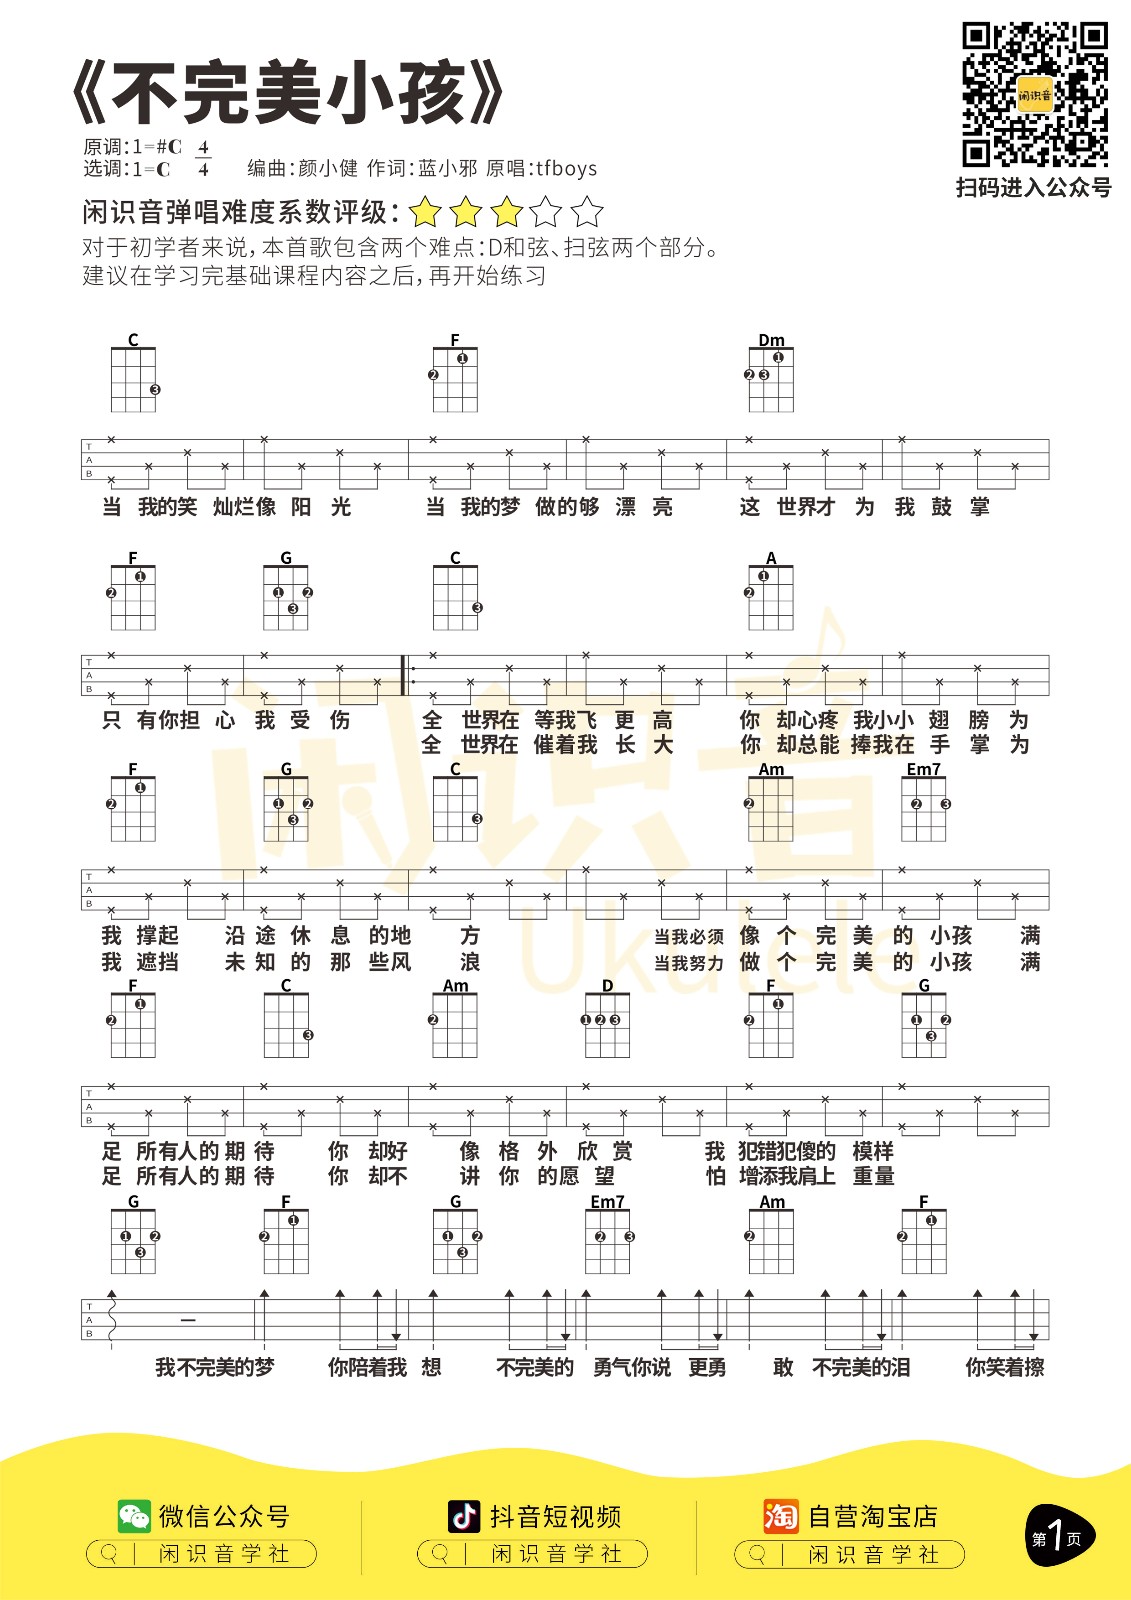 《不完美小孩》
闲识音
扫码进入公众号
原调:1=#C 4/4
选调:1=C
编曲:颜小健 作词:蓝小邪 原唱:tfboys
闲识音弹唱难度系数评级:
对于初学者来说,本首歌包含两个难点:D和弦、扫弦两个部分。
建议在学习完基础课程内容之后,再开始练习
C F Dm
T A B
当 我的笑 灿烂像 阳 光 当 我的梦 做的够 漂 亮 这 世界才 为 我 鼓 掌
F G C A
T A B
只 有你担 心 我 受 伤 全 世界在 等我飞 更 高 你 却心疼 我小小 翅 膀 为
全 世界在 催着我 长 大 你 却总能 捧我在 手 掌 为
F G C Am Em7
T A B
我 撑起 沿 途 休 息 的地 方 当我必须 像 个 完 美 的 小孩 满
我 遮挡 未 知 的 那 些风 浪 当我努力 做 个 完 美 的 小孩 满
F C Am D F G
T A B
足 所有人的 期 待 你 却好 像 格 外 欣 赏 我 犯错犯傻的 模样
足 所有人的 期 待 你 却不 讲 你 的愿 望 怕 增添我肩上 重量
G F G Em7 Am F
T A B
我不完美的梦 你陪着我 想 不完美的 勇气你说 更勇 敢 不完美的泪 你笑着擦
闲识音
Ukulele
微信公众号 抖音短视频 自营淘宝店
闲识音学社 闲识音学社 闲识音学社
第1页